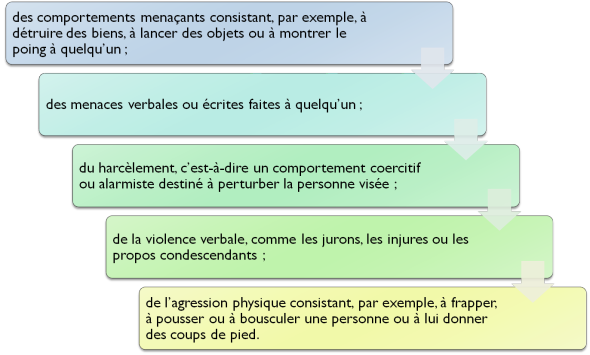 des comportements menaçants consistant, par exemple, à
détruire des biens, à lancer des objets ou à montrer le
poing à quelqu'un ;
des menaces verbales ou écrites faites à quelqu'un ;
du harcèlement, c'est-à-dire un comportement coercitif
ou alarmiste destiné à perturber la personne visée ;
de la violence verbale, comme les jurons, les injures ou les
propos condescendants ;
de l'agression physique consistant, par exemple, à frapper,
à pousser ou à bousculer une personne ou à lui donner
des coups de pied.